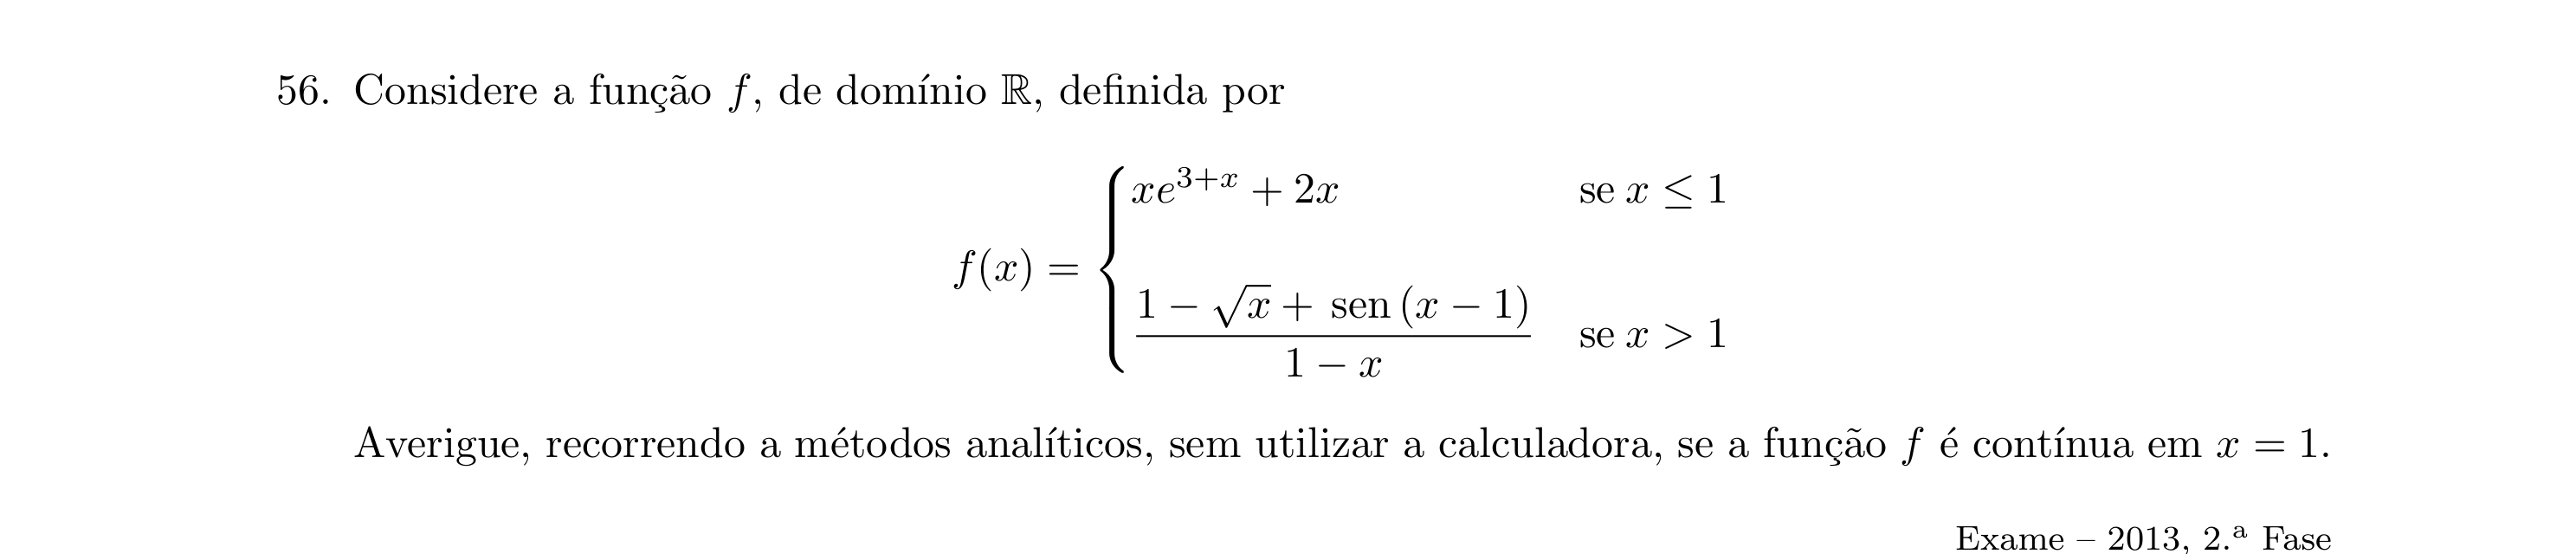 56. Considere a função f, de domínio ℝ, definida por
f(x) = { xe^{3+x} + 2x se x ≤ 1
\frac{1 − √x + sen (x − 1)}{1 − x} se x > 1
Averigue, recorrendo a métodos analíticos, sem utilizar a calculadora, se a função f é contínua em x = 1.
Exame – 2013, 2.ª Fase